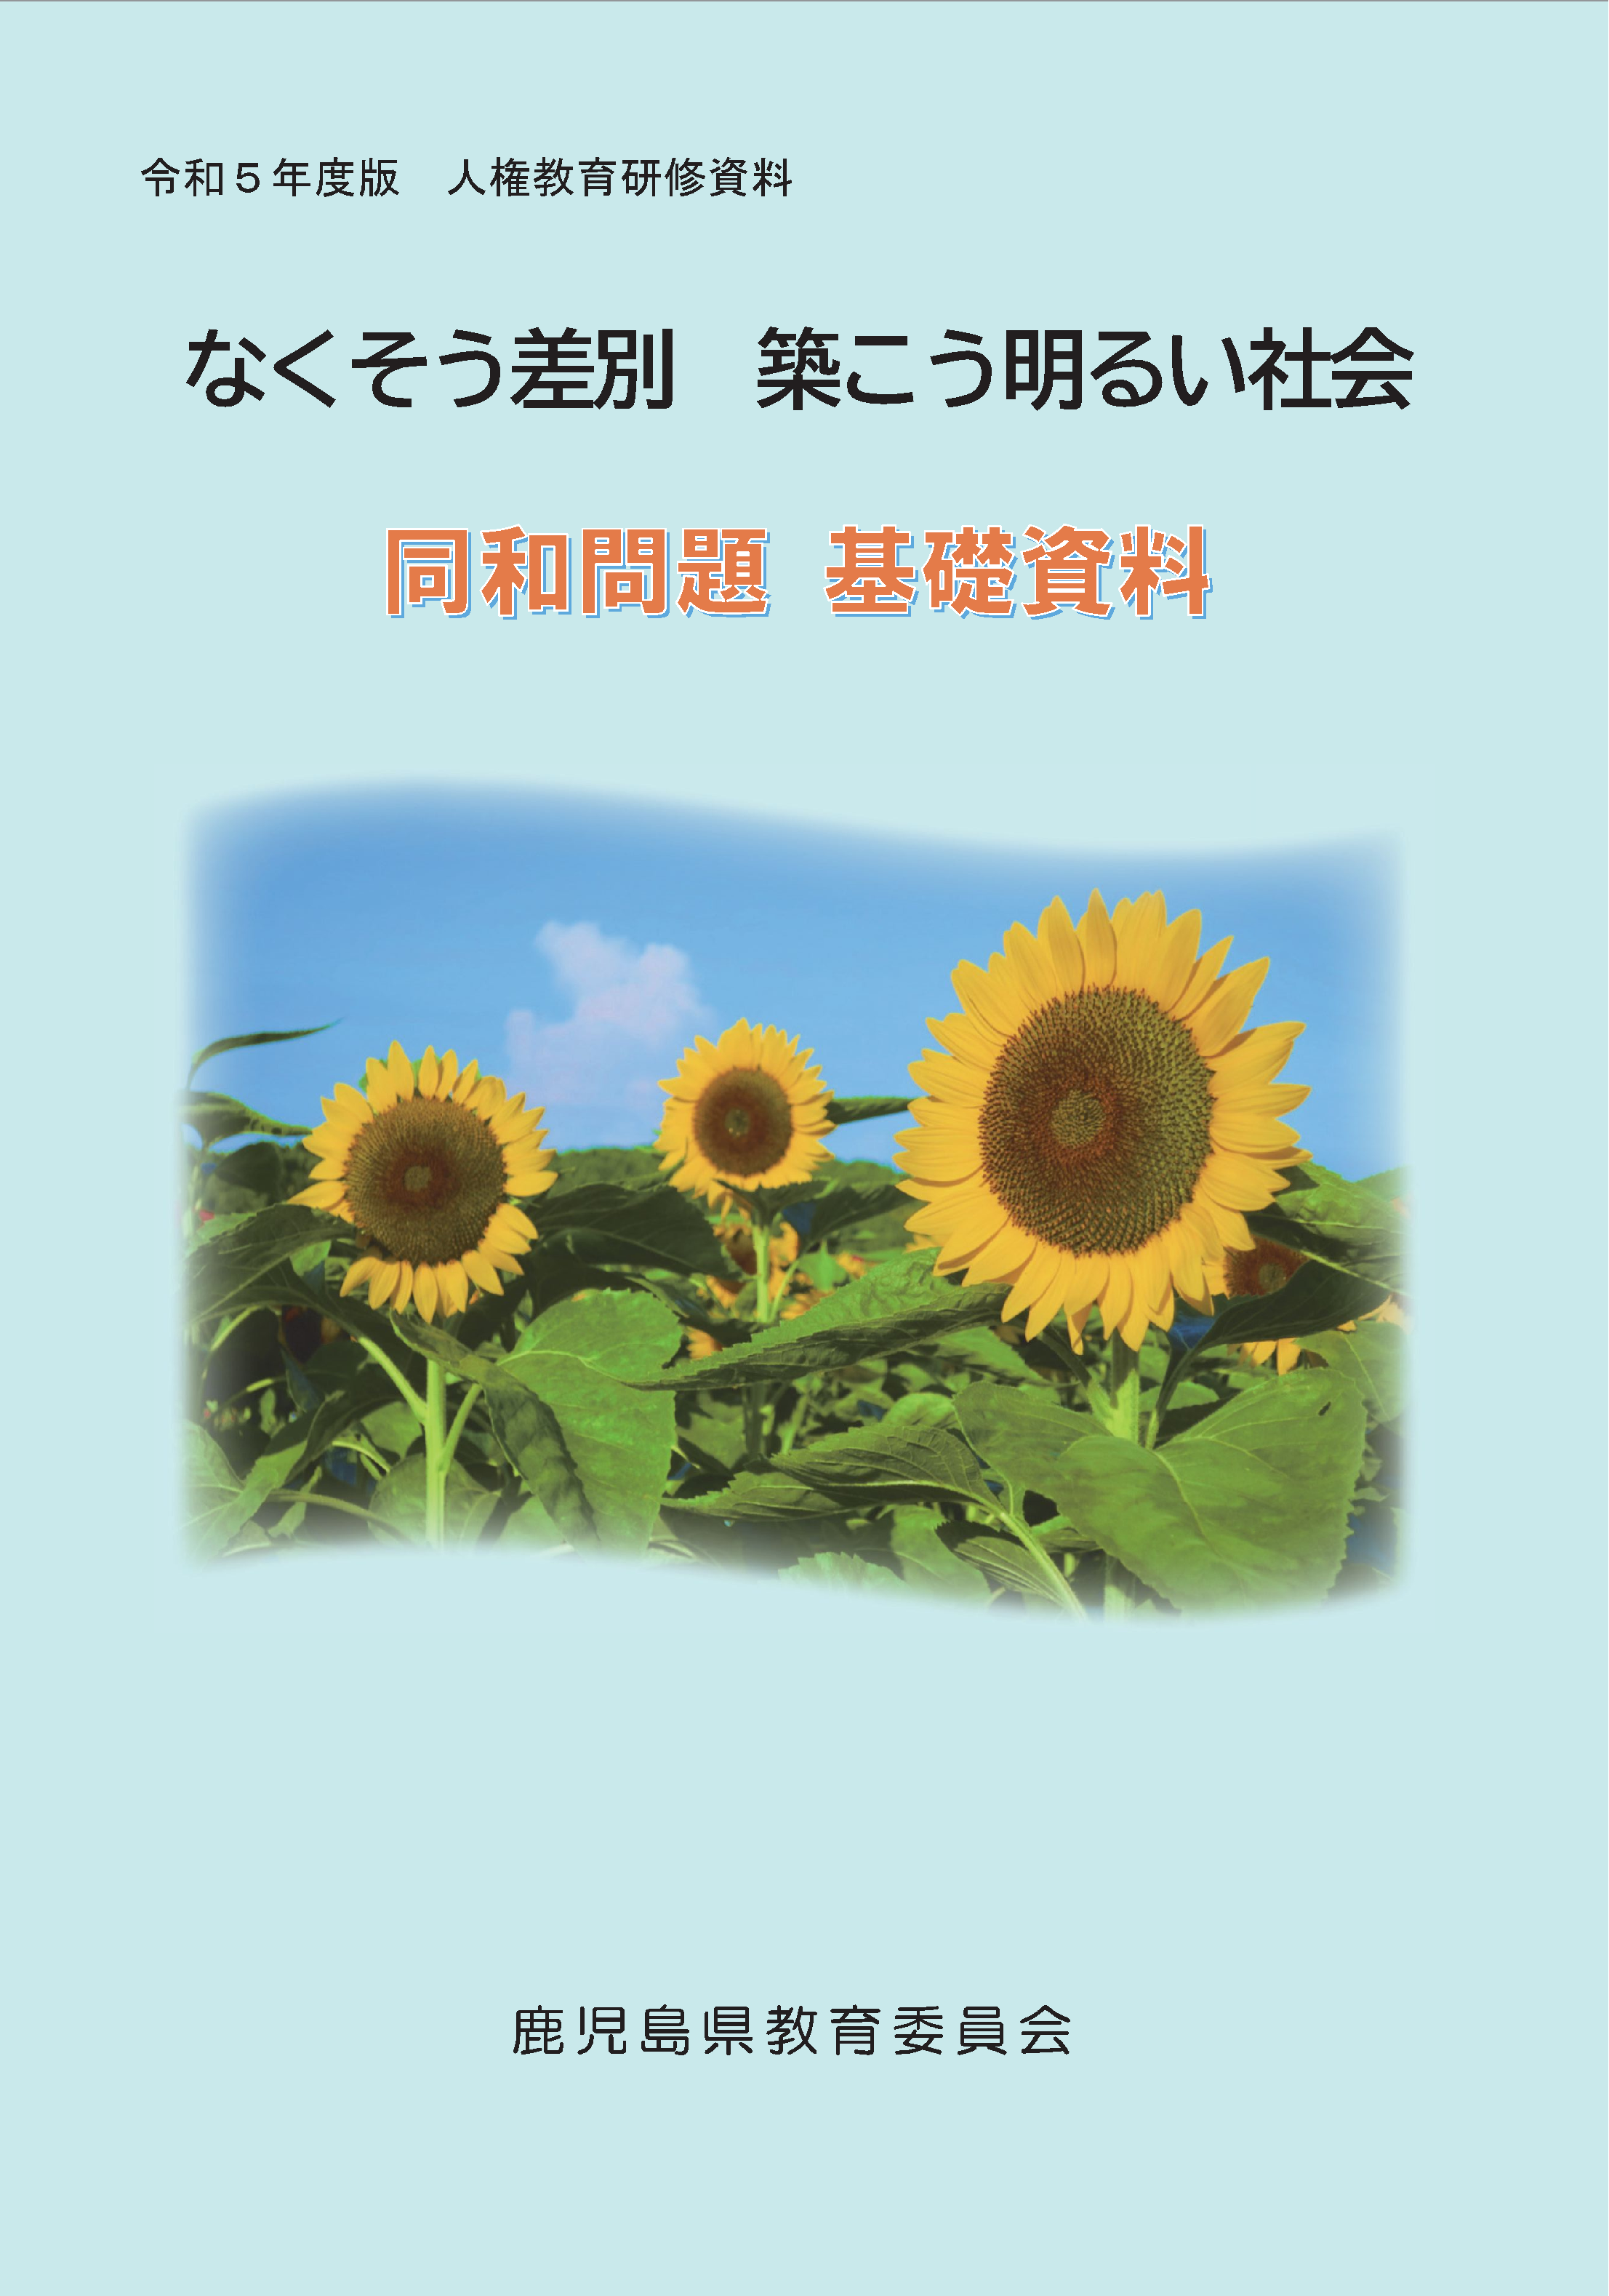 令和５年度版　人権教育研修資料
なくそう差別　築こう明るい社会
同和問題 基礎資料
鹿児島県教育委員会